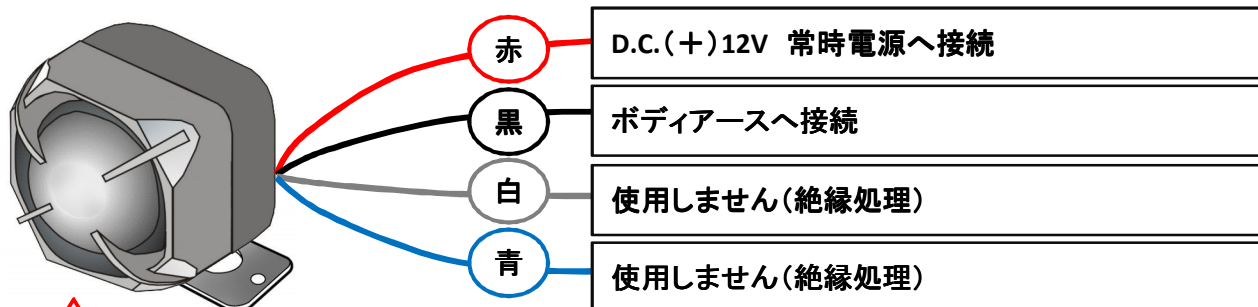 赤
D.C.(＋)12V 常時電源へ接続
黒
ボディアースへ接続
白
使用しません(絶縁処理)
青
使用しません(絶縁処理)